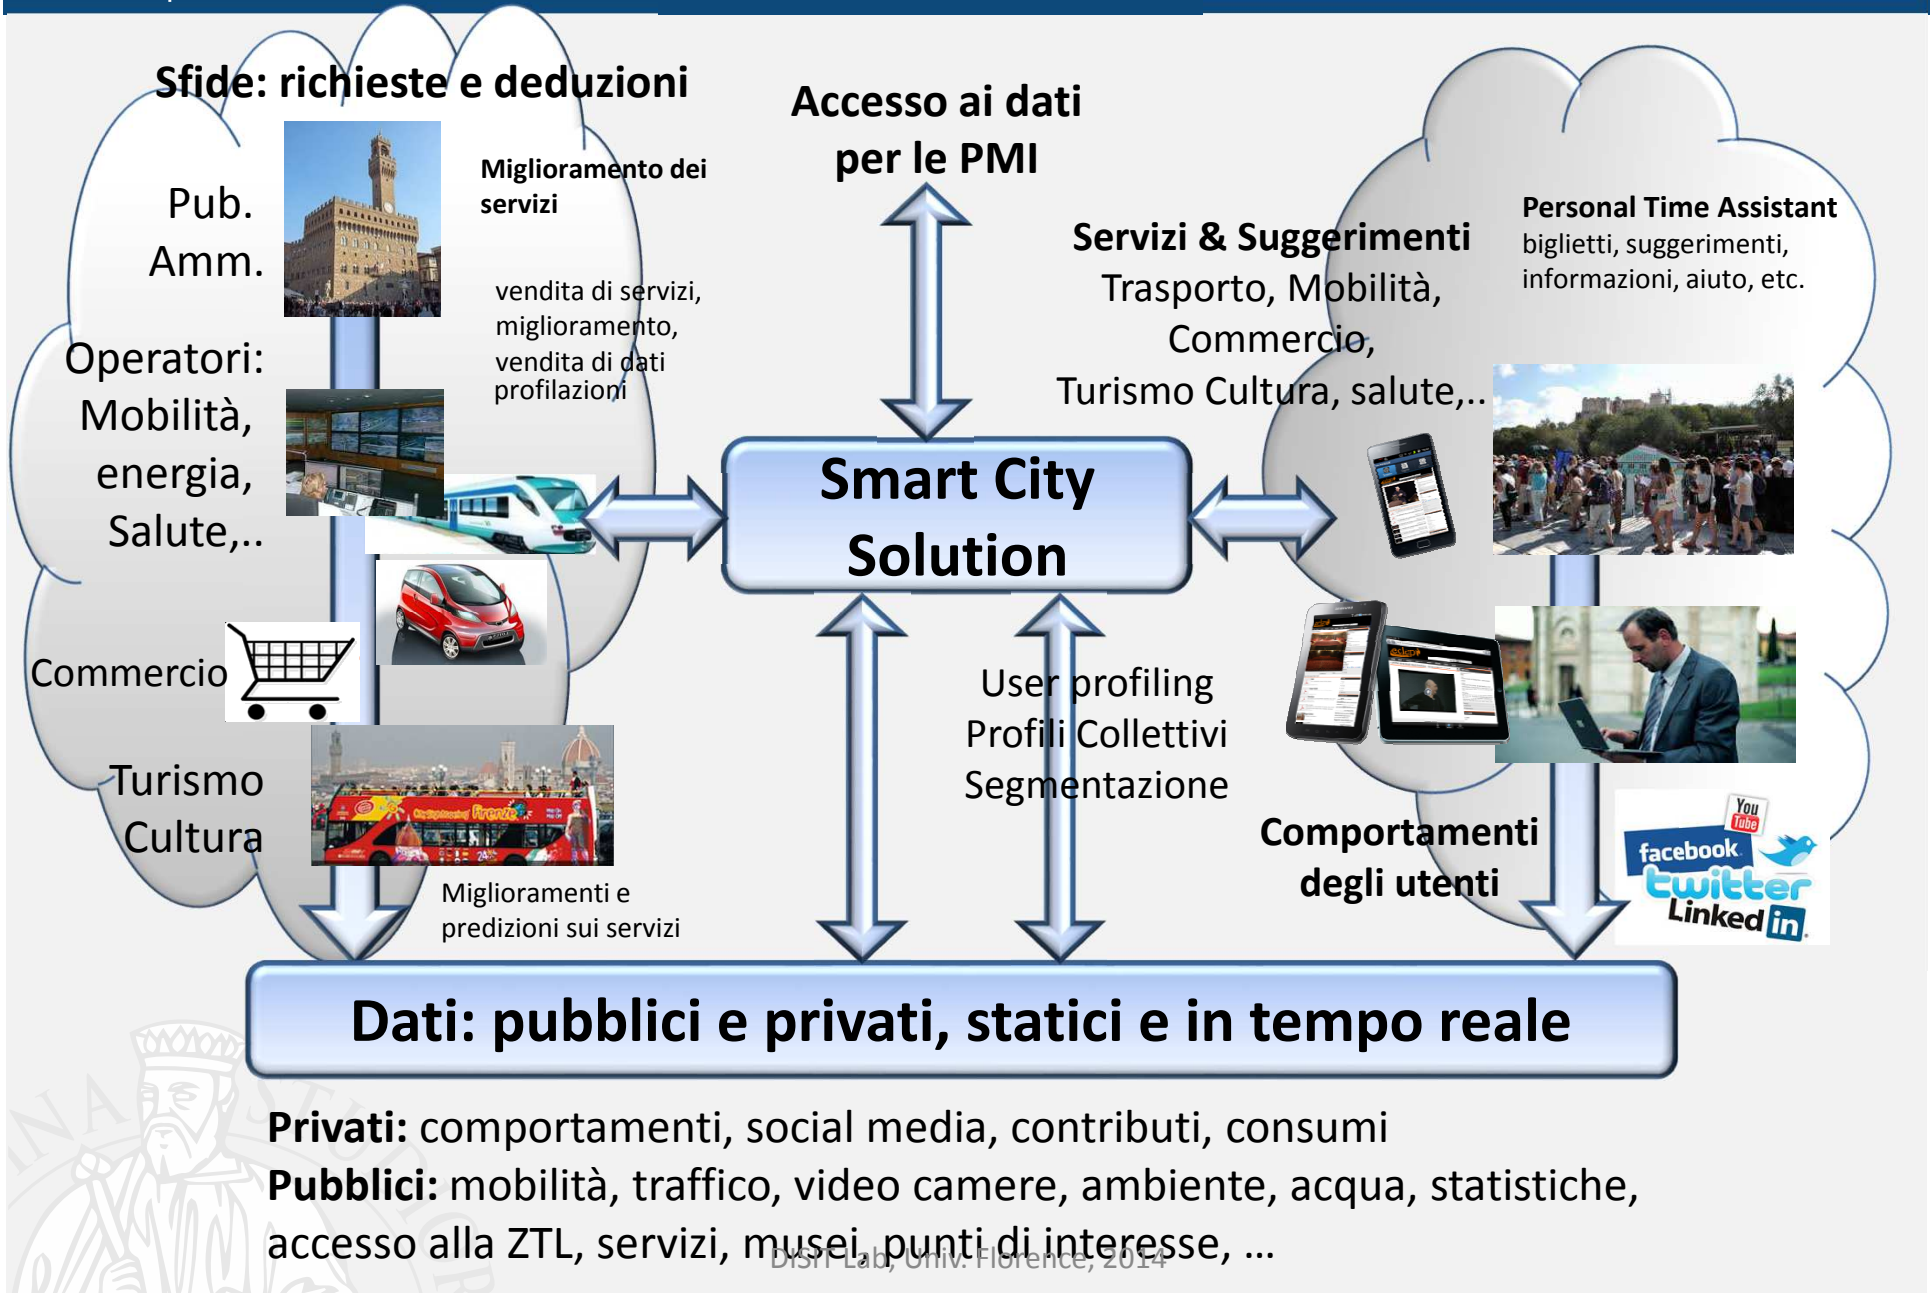 Sfide: richieste e deduzioni
Pub.
Amm.
Miglioramento dei
servizi
vendita di servizi,
miglioramento,
vendita di dati
profilazioni
Operatori:
Mobilità,
energia,
Salute,..
Commercio
Turismo
Cultura
Firenze
Miglioramenti e
predizioni sui servizi
Accesso ai dati
per le PMI
Smart City
Solution
Servizi & Suggerimenti
Trasporto, Mobilità,
Commercio,
Turismo Cultura, salute,..
Personal Time Assistant
biglietti, suggerimenti,
informazioni, aiuto, etc.
User profiling
Profili Collettivi
Segmentazione
Comportamenti
degli utenti
You
Tube
facebook
twitter
Linked in
Dati: pubblici e privati, statici e in tempo reale
Privati: comportamenti, social media, contributi, consumi
Pubblici: mobilità, traffico, video camere, ambiente, acqua, statistiche,
accesso alla ZTL, servizi, musei, punti di interesse, ...
DISIT Lab, Univ. Florence, 2014